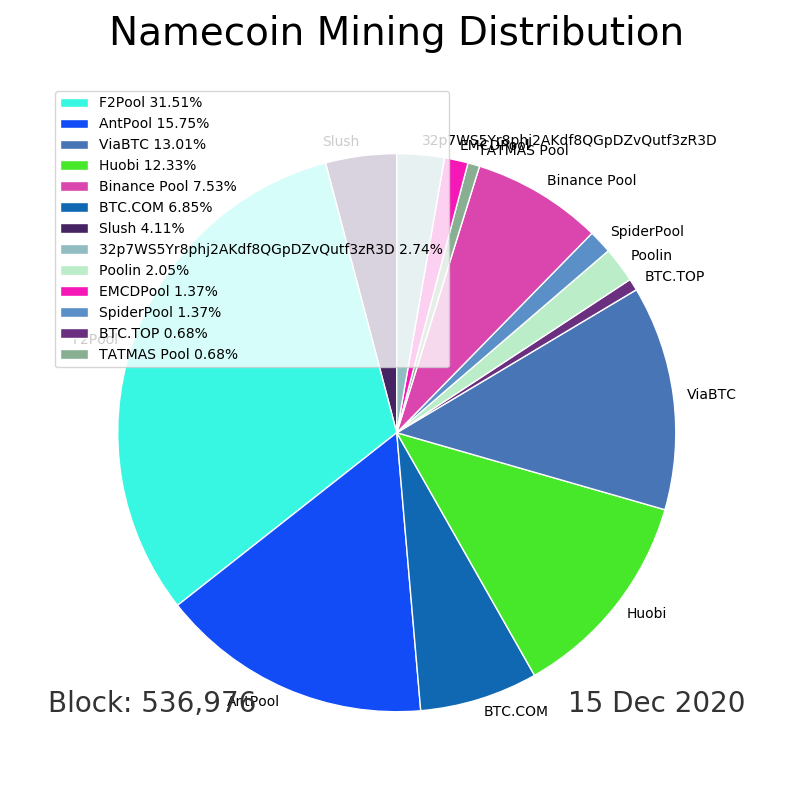 Namecoin Mining Distribution
F2Pool 31.51%
AntPool 15.75%
ViaBTC 13.01%
Huobi 12.33%
Binance Pool 7.53%
BTC.COM 6.85%
Slush 4.11%
32p7WS5Yr8phj2AKdf8QGpDZvQutf3zR3D 2.74%
Poolin 2.05%
EMCDPool 1.37%
SpiderPool 1.37%
BTC.TOP 0.68%
TATMAS Pool 0.68%
Slush
32p7WS5Yr8phj2AKdf8QGpDZvQutf3zR3D
EMCDPool
TATMAS Pool
Binance Pool
SpiderPool
Poolin
BTC.TOP
F2Pool
ViaBTC
Huobi
AntPool
BTC.COM
Block: 536,976
15 Dec 2020